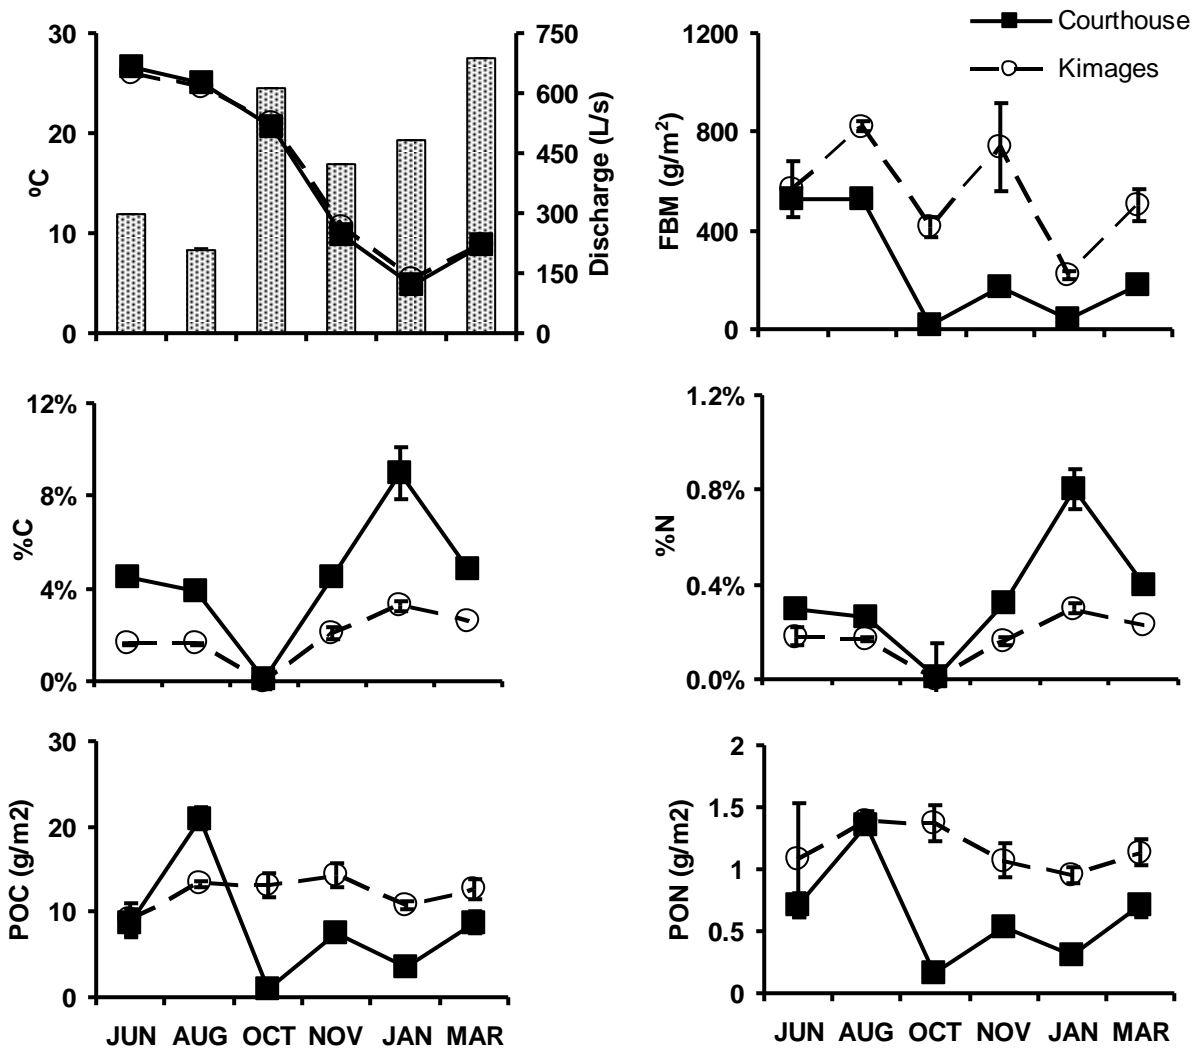 Courthouse
Kimages
30
20
10
0
ºC
750
600
450
300
150
0
Discharge (L/s)
1200
800
400
0
FBM (g/m²)
12%
8%
4%
0%
%C
1.2%
0.8%
0.4%
0.0%
%N
30
20
10
0
POC (g/m2)
JUN AUG OCT NOV JAN MAR
2
1.5
1
0.5
0
PON (g/m2)
JUN AUG OCT NOV JAN MAR